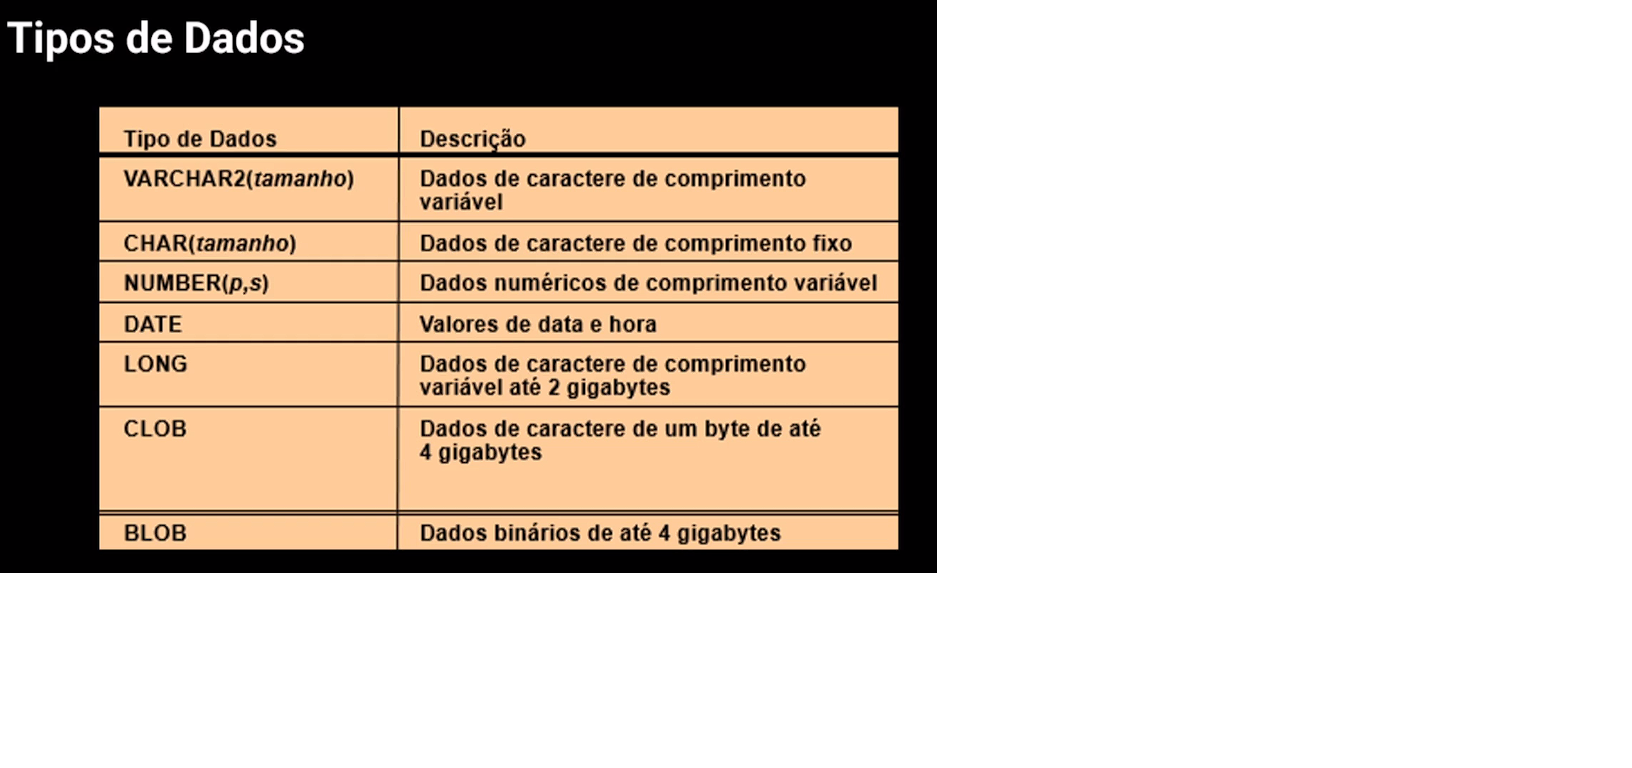 Tipos de Dados
Tipo de Dados Descrição
VARCHAR2(tamanho) Dados de caractere de comprimento
variável
CHAR(tamanho) Dados de caractere de comprimento fixo
NUMBER(p,s) Dados numéricos de comprimento variável
DATE Valores de data e hora
LONG Dados de caractere de comprimento
variável até 2 gigabytes
CLOB Dados de caractere de um byte de até
4 gigabytes
BLOB Dados binários de até 4 gigabytes